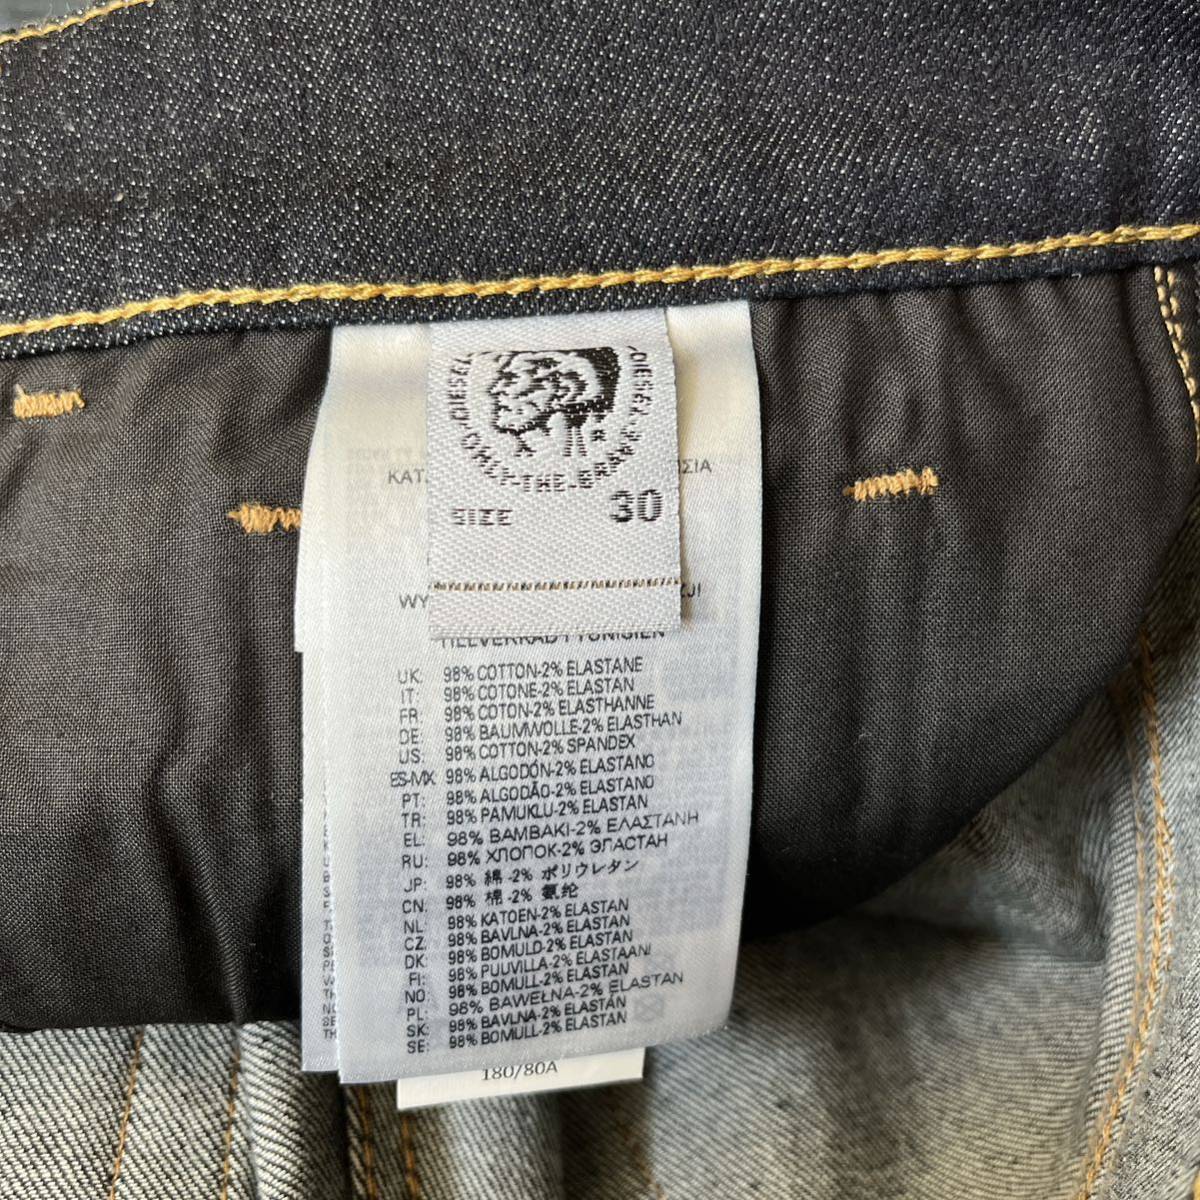 DIESEL·ONLY·THE·BRAVE·DIESEL
R
SIZE 30
ΚΑΤ ΣΙΑ
WY ZJI
TILLVERKAD I TUNISIEN
UK: 98% COTTON-2% ELASTANE
IT: 98% COTONE-2% ELASTAN
FR: 98% COTON-2% ELASTHANNE
DE: 98% BAUMWOLLE-2% ELASTHAN
US: 98% COTTON-2% SPANDEX
ES-MX: 98% ALGODÓN-2% ELASTANO
PT: 98% ALGODÃO-2% ELASTANO
TR: 98% PAMUKLU-2% ELASTAN
EL: 98% ΒΑΜΒΑΚΙ-2% ΕΛΑΣΤΑΝΗ
RU: 98% ХЛОПОК-2% ЭЛАСТАН
JP: 98% 綿 -2% ポリウレタン
CN: 98% 棉 -2% 氨纶
NL: 98% KATOEN-2% ELASTAN
CZ: 98% BAVLNA-2% ELASTAN
DK: 98% BOMULD-2% ELASTAN
FI: 98% PUUVILLA-2% ELASTAANI
NO: 98% BOMULL-2% ELASTAN
PL: 98% BAWEŁNA-2% ELASTAN
SK: 98% BAVLNA-2% ELASTAN
SE: 98% BOMULL-2% ELASTAN
180/80A